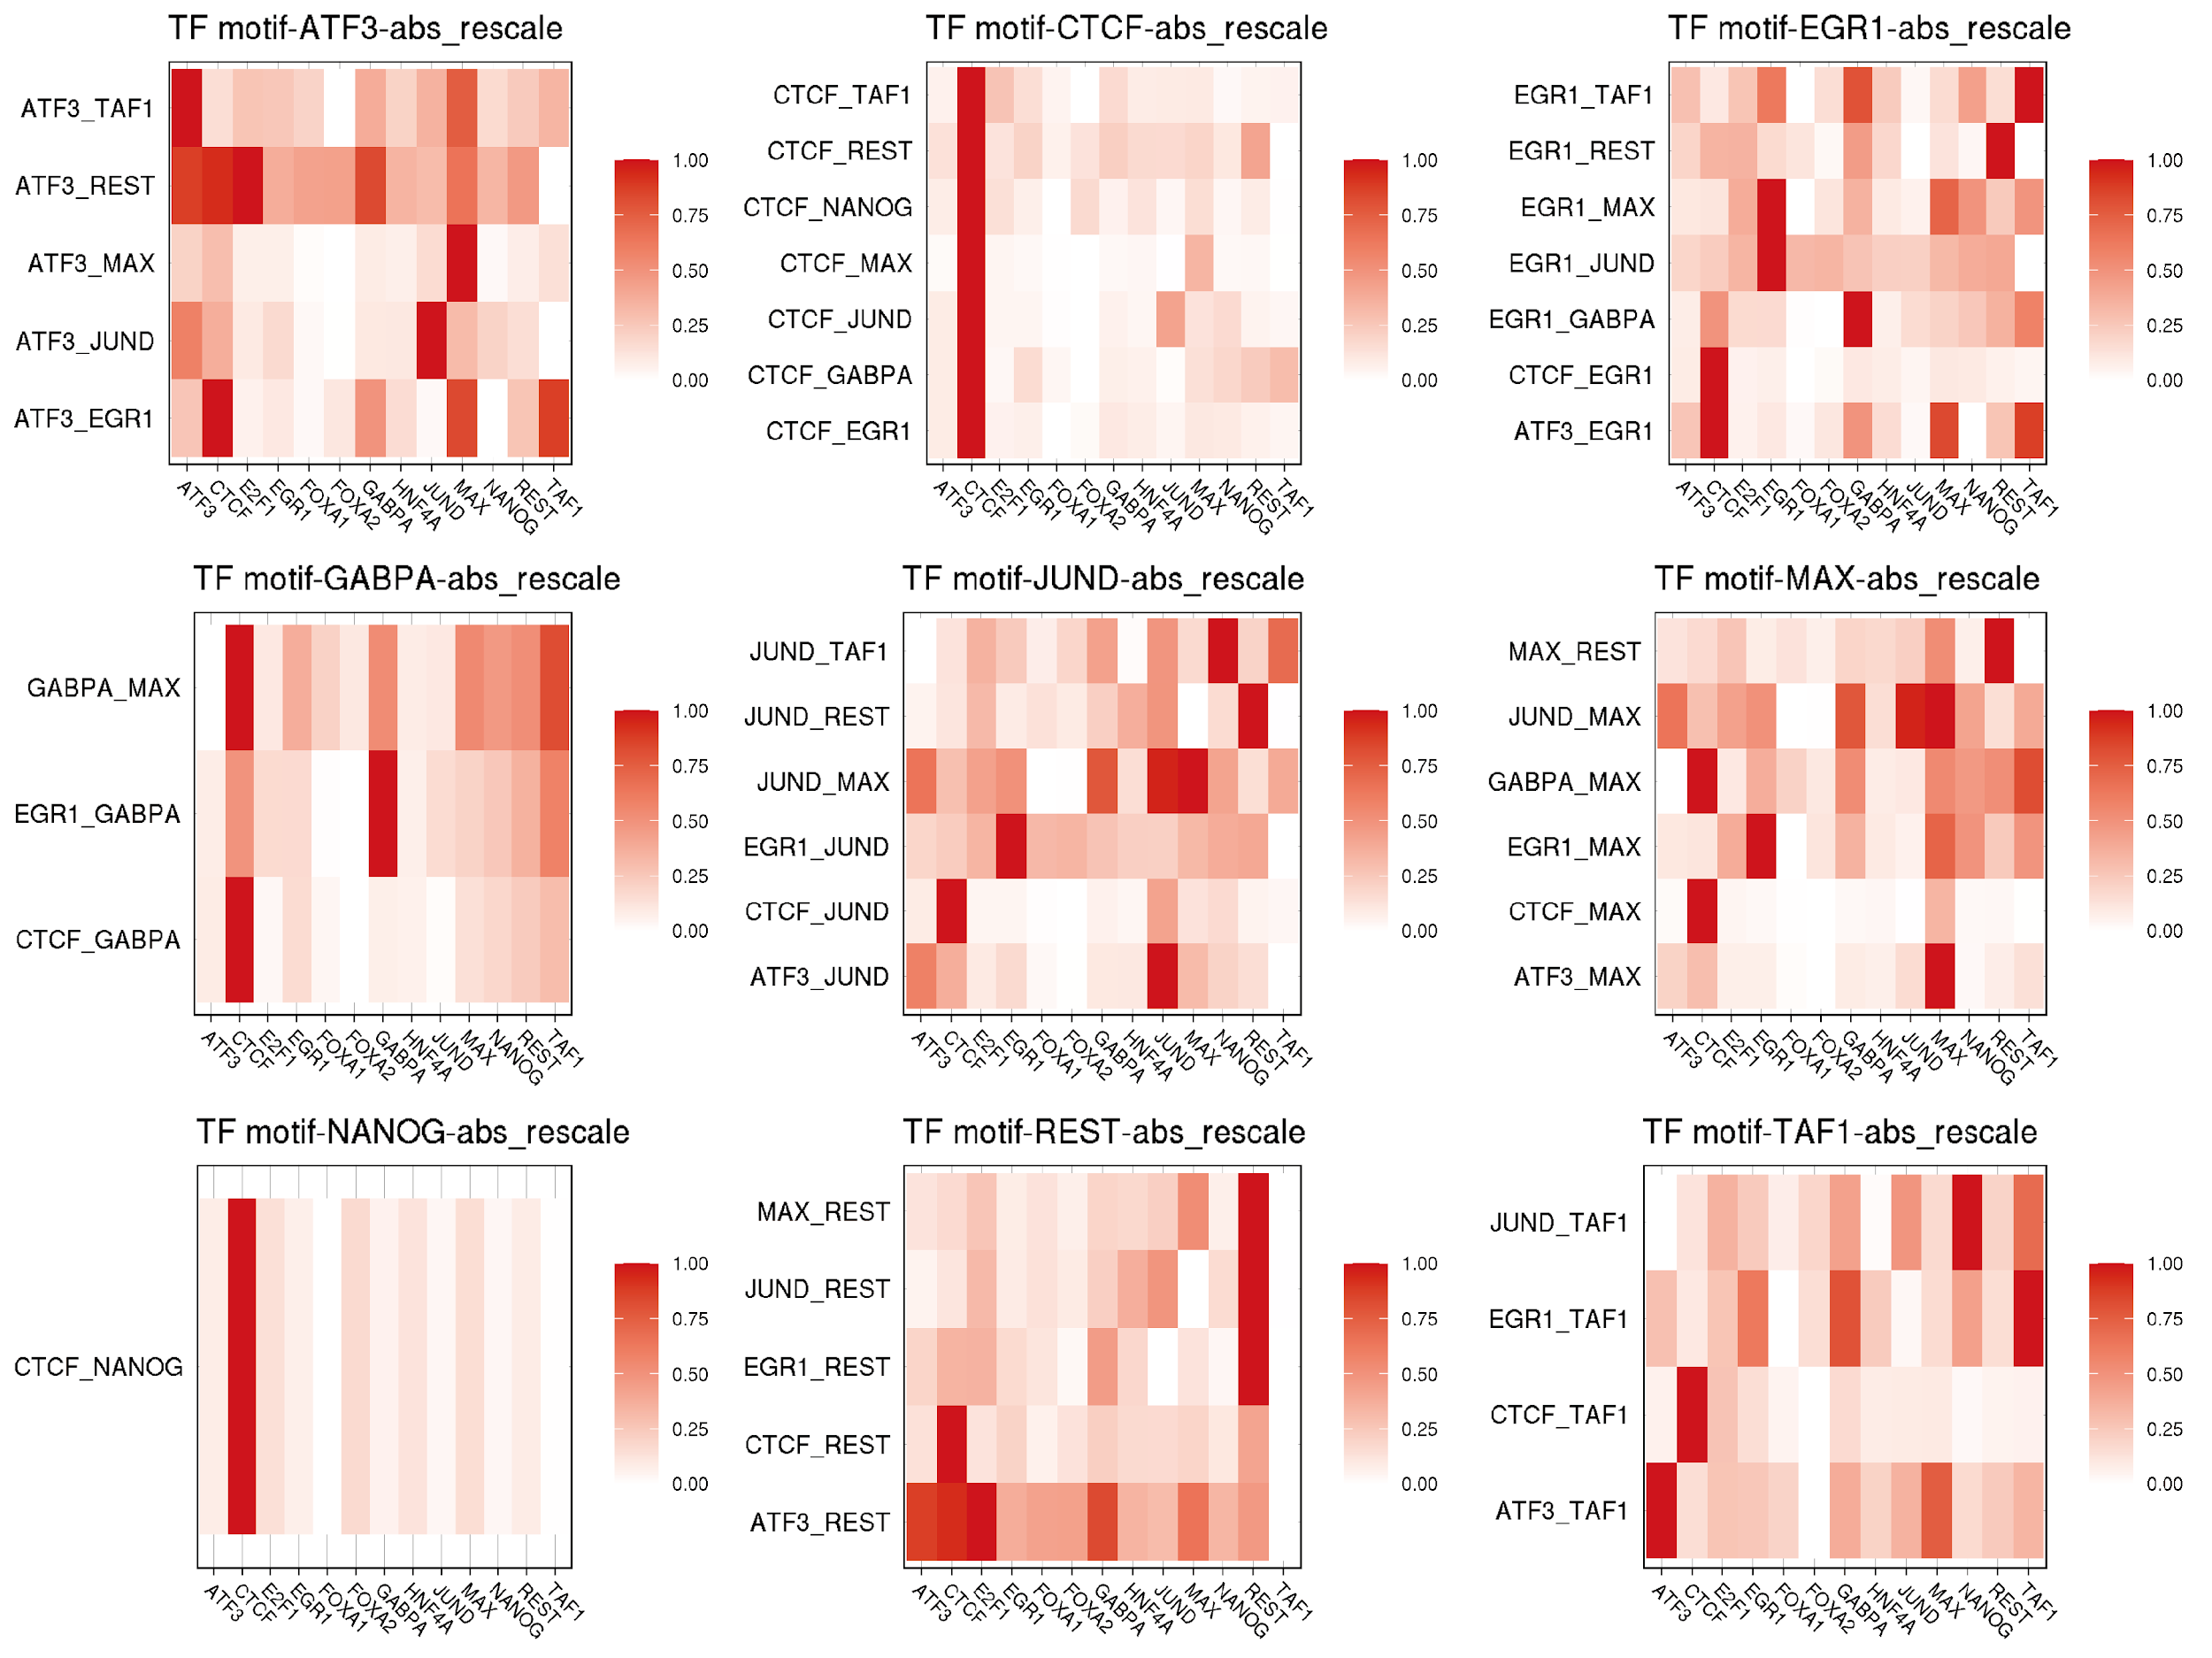 TF motif-ATF3-abs_rescale
ATF3_TAF1
ATF3_REST
ATF3_MAX
ATF3_JUND
ATF3_EGR1
ATF3 CTCF E2F1 EGR1 FOXA1 FOXA2 GABPA HNF4A JUND MAX NANOG REST TAF1
1.00
0.75
0.50
0.25
0.00
TF motif-CTCF-abs_rescale
CTCF_TAF1
CTCF_REST
CTCF_NANOG
CTCF_MAX
CTCF_JUND
CTCF_GABPA
CTCF_EGR1
ATF3 CTCF E2F1 EGR1 FOXA1 FOXA2 GABPA HNF4A JUND MAX NANOG REST TAF1
1.00
0.75
0.50
0.25
0.00
TF motif-EGR1-abs_rescale
EGR1_TAF1
EGR1_REST
EGR1_MAX
EGR1_JUND
EGR1_GABPA
CTCF_EGR1
ATF3_EGR1
ATF3 CTCF E2F1 EGR1 FOXA1 FOXA2 GABPA HNF4A JUND MAX NANOG REST TAF1
1.00
0.75
0.50
0.25
0.00
TF motif-GABPA-abs_rescale
GABPA_MAX
EGR1_GABPA
CTCF_GABPA
ATF3 CTCF E2F1 EGR1 FOXA1 FOXA2 GABPA HNF4A JUND MAX NANOG REST TAF1
1.00
0.75
0.50
0.25
0.00
TF motif-JUND-abs_rescale
JUND_TAF1
JUND_REST
JUND_MAX
EGR1_JUND
CTCF_JUND
ATF3_JUND
ATF3 CTCF E2F1 EGR1 FOXA1 FOXA2 GABPA HNF4A JUND MAX NANOG REST TAF1
1.00
0.75
0.50
0.25
0.00
TF motif-MAX-abs_rescale
MAX_REST
JUND_MAX
GABPA_MAX
EGR1_MAX
CTCF_MAX
ATF3_MAX
ATF3 CTCF E2F1 EGR1 FOXA1 FOXA2 GABPA HNF4A JUND MAX NANOG REST TAF1
1.00
0.75
0.50
0.25
0.00
TF motif-NANOG-abs_rescale
CTCF_NANOG
ATF3 CTCF E2F1 EGR1 FOXA1 FOXA2 GABPA HNF4A JUND MAX NANOG REST TAF1
1.00
0.75
0.50
0.25
0.00
TF motif-REST-abs_rescale
MAX_REST
JUND_REST
EGR1_REST
CTCF_REST
ATF3_REST
ATF3 CTCF E2F1 EGR1 FOXA1 FOXA2 GABPA HNF4A JUND MAX NANOG REST TAF1
1.00
0.75
0.50
0.25
0.00
TF motif-TAF1-abs_rescale
JUND_TAF1
EGR1_TAF1
CTCF_TAF1
ATF3_TAF1
ATF3 CTCF E2F1 EGR1 FOXA1 FOXA2 GABPA HNF4A JUND MAX NANOG REST TAF1
1.00
0.75
0.50
0.25
0.00